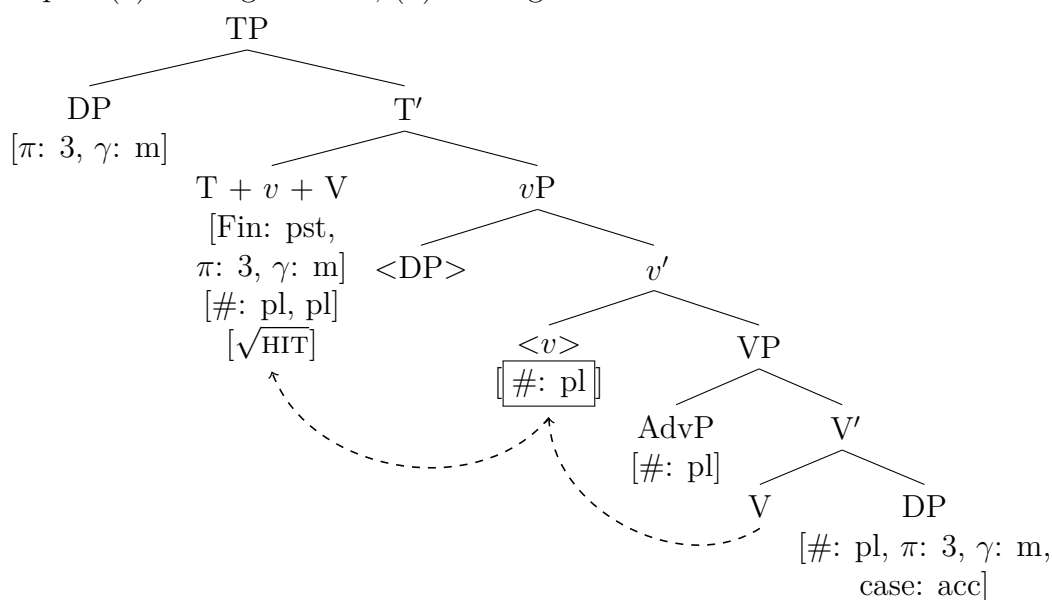 TP
DP T′
[π: 3, γ: m]
T + v + V vP
[Fin: pst,
π: 3, γ: m] <DP> v′
[#: pl, pl]
[√HIT] <v> VP
[#: pl]
AdvP V′
[#: pl]
V DP
[#: pl, π: 3, γ: m,
case: acc]